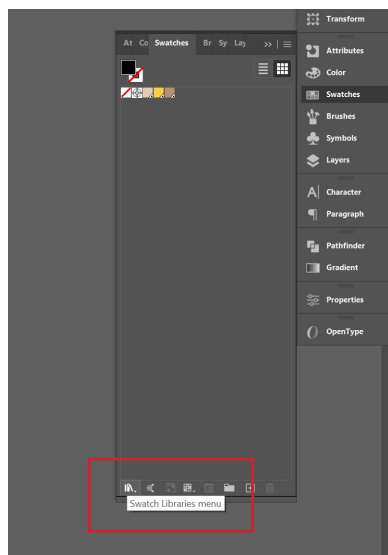 Transform
At Co Swatches Br Sy Lay
Attributes
Color
Swatches
Brushes
Symbols
Layers
Character
Paragraph
Pathfinder
Gradient
Properties
OpenType
Swatch Libraries menu